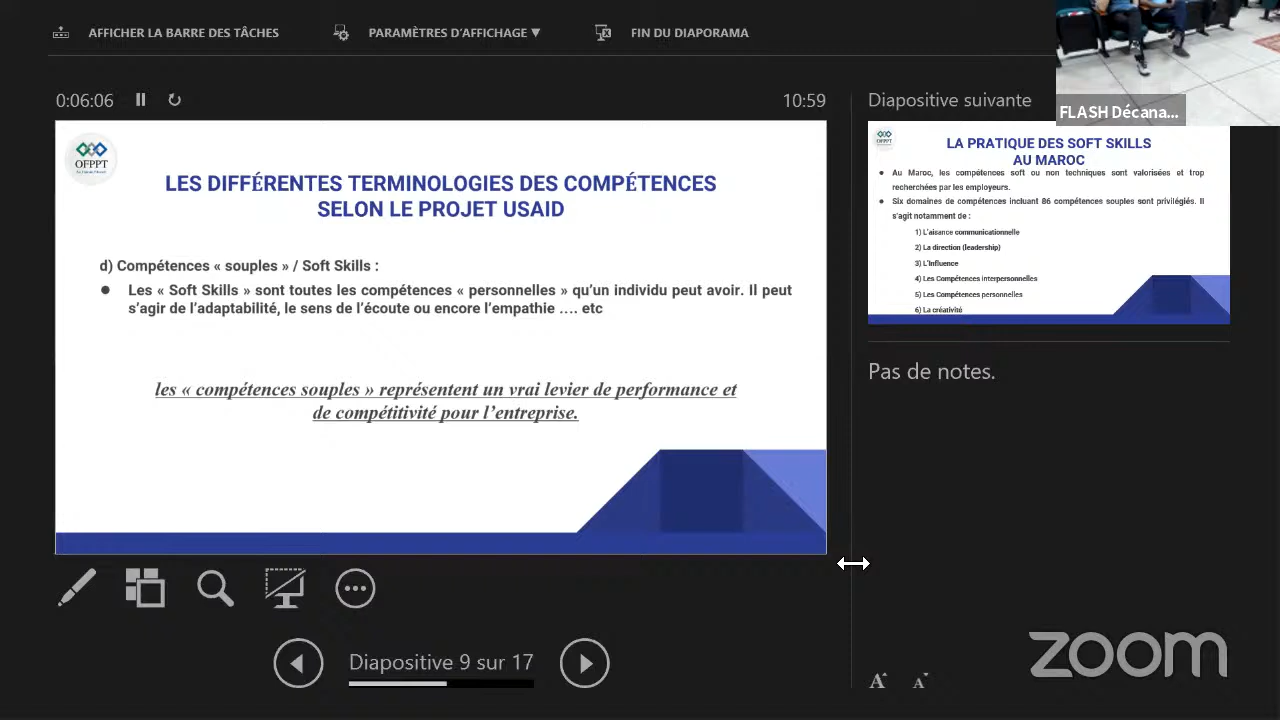 AFFICHER LA BARRE DES TÂCHES
PARAMÈTRES D'AFFICHAGE ▼
FIN DU DIAPORAMA
FLASH Décana...
0:06:06
10:59
OFPPT
LES DIFFÉRENTES TERMINOLOGIES DES COMPÉTENCES
SELON LE PROJET USAID
d) Compétences « souples » / Soft Skills :
● Les « Soft Skills » sont toutes les compétences « personnelles » qu'un individu peut avoir. Il peut
s'agir de l'adaptabilité, le sens de l'écoute ou encore l'empathie .... etc
les « compétences souples » représentent un vrai levier de performance et
de compétitivité pour l'entreprise.
Diapositive 9 sur 17
Diapositive suivante
OFPPT
LA PRATIQUE DES SOFT SKILLS
AU MAROC
● Au Maroc, les compétences soft ou non techniques sont valorisées et trop
recherchées par les employeurs.
● Six domaines de compétences incluant 86 compétences souples sont privilégiés. Il
s'agit notamment de :
1) L'aisance communicationnelle
2) La direction (leadership)
3) L'Influence
4) Les Compétences interpersonnelles
5) Les Compétences personnelles
6) La créativité
Pas de notes.
A A
zoom